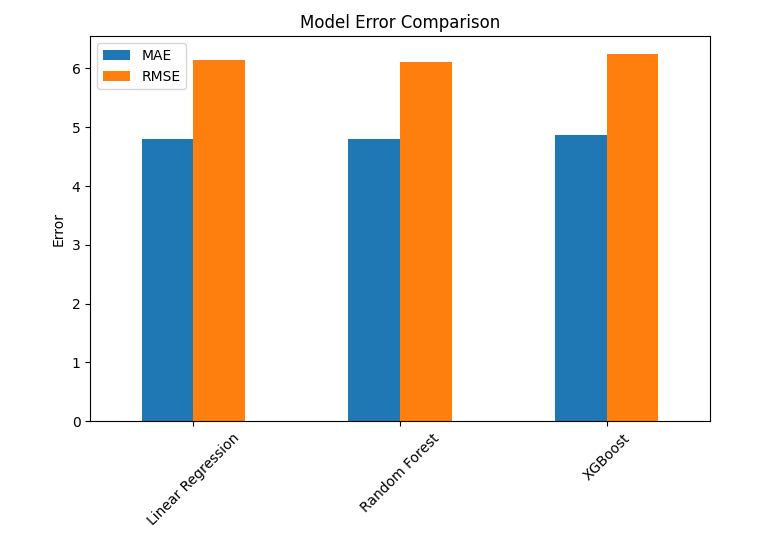 Model Error Comparison
MAE
RMSE
6
5
4
3
2
1
0
Error
Linear Regression
Random Forest
XGBoost